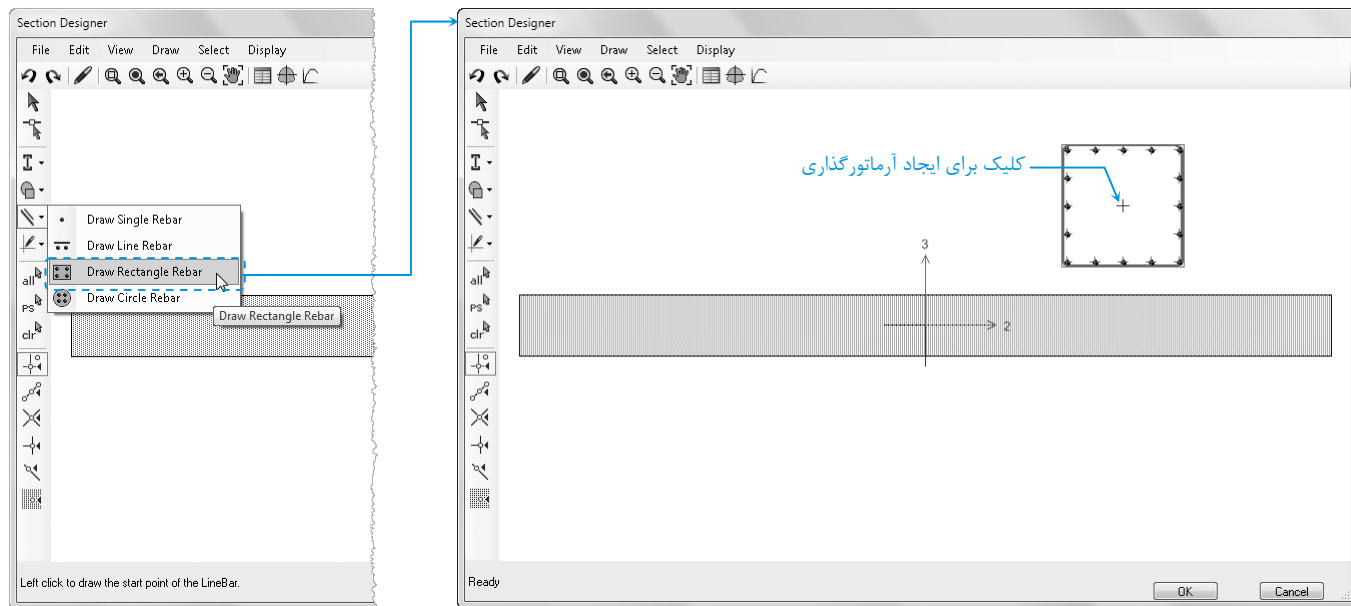 Section Designer
File Edit View Draw Select Display
all
PS
clr
Draw Single Rebar
Draw Line Rebar
Draw Rectangle Rebar
Draw Circle Rebar
Draw Rectangle Rebar
Left click to draw the start point of the LineBar.
Section Designer
File Edit View Draw Select Display
all
PS
clr
کلیک برای ایجاد آرماتورگذاری
3
2
Ready
OK Cancel